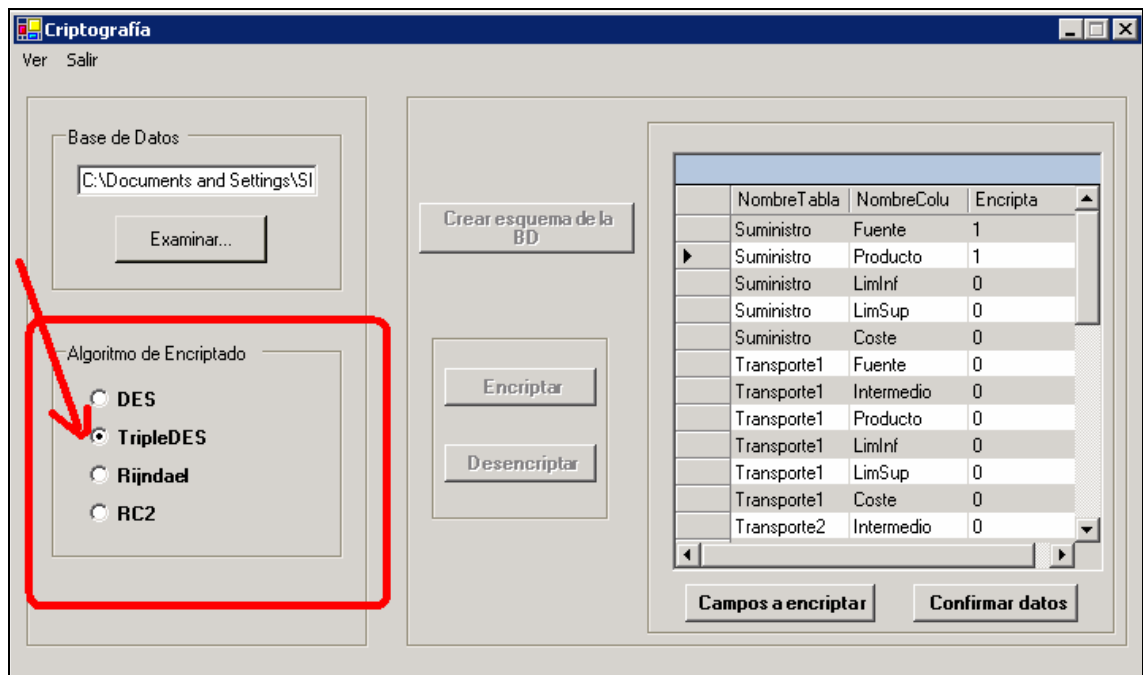 Criptografía
Ver Salir
Base de Datos
C:\Documents and Settings\SI
Examinar...
Algoritmo de Encriptado
DES
TripleDES
Rijndael
RC2
Crear esquema de la
BD
Encriptar
Desencriptar
NombreTabla NombreColu Encripta
Suministro Fuente 1
Suministro Producto 1
Suministro LimInf 0
Suministro LimSup 0
Suministro Coste 0
Transporte1 Fuente 0
Transporte1 Intermedio 0
Transporte1 Producto 0
Transporte1 LimInf 0
Transporte1 LimSup 0
Transporte1 Coste 0
Transporte2 Intermedio 0
Campos a encriptar Confirmar datos